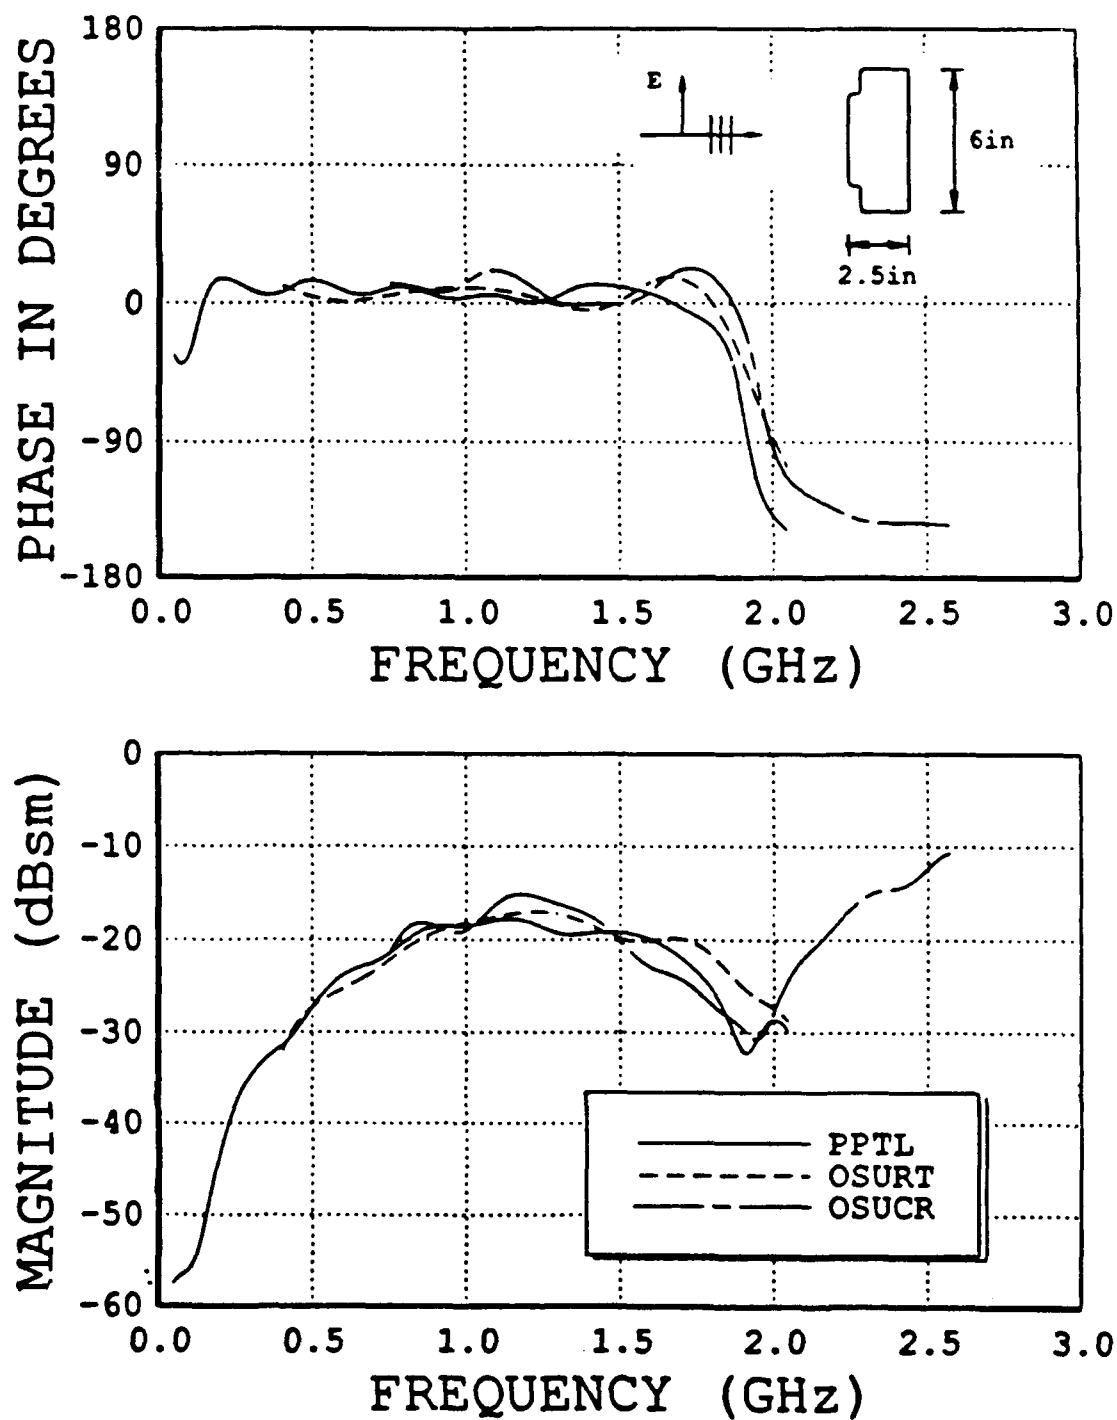 PHASE IN DEGREES
180
90
0
-90
-180
E
6in
2.5in
0.0 0.5 1.0 1.5 2.0 2.5 3.0
FREQUENCY (GHz)
MAGNITUDE (dBsm)
0
-10
-20
-30
-40
-50
-60
PPTL
OSURT
OSUCR
0.0 0.5 1.0 1.5 2.0 2.5 3.0
FREQUENCY (GHz)